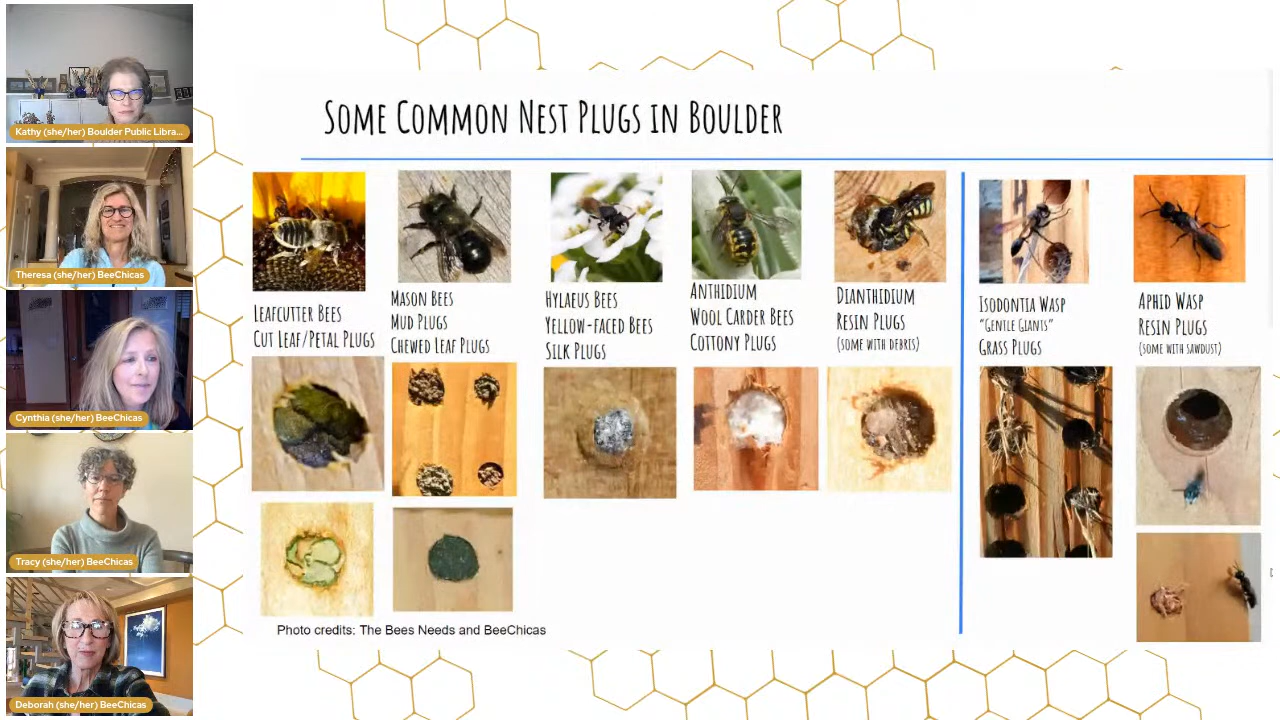 Kathy (she/her) Boulder Public Libra...
Theresa (she/her) BeeChicas
Cynthia (she/her) BeeChicas
Tracy (she/her) BeeChicas
Deborah (she/her) BeeChicas
Some Common Nest Plugs in Boulder
Leafcutter Bees
Cut Leaf/Petal Plugs
Mason Bees
Mud Plugs
Chewed Leaf Plugs
Hylaeus Bees
Yellow-faced Bees
Silk Plugs
Anthidium
Wool Carder Bees
Cottony Plugs
Dianthidium
Resin Plugs
(some with debris)
Isodontia Wasp
"Gentle Giants"
Grass Plugs
Aphid Wasp
Resin Plugs
(some with sawdust)
Photo credits: The Bees Needs and BeeChicas